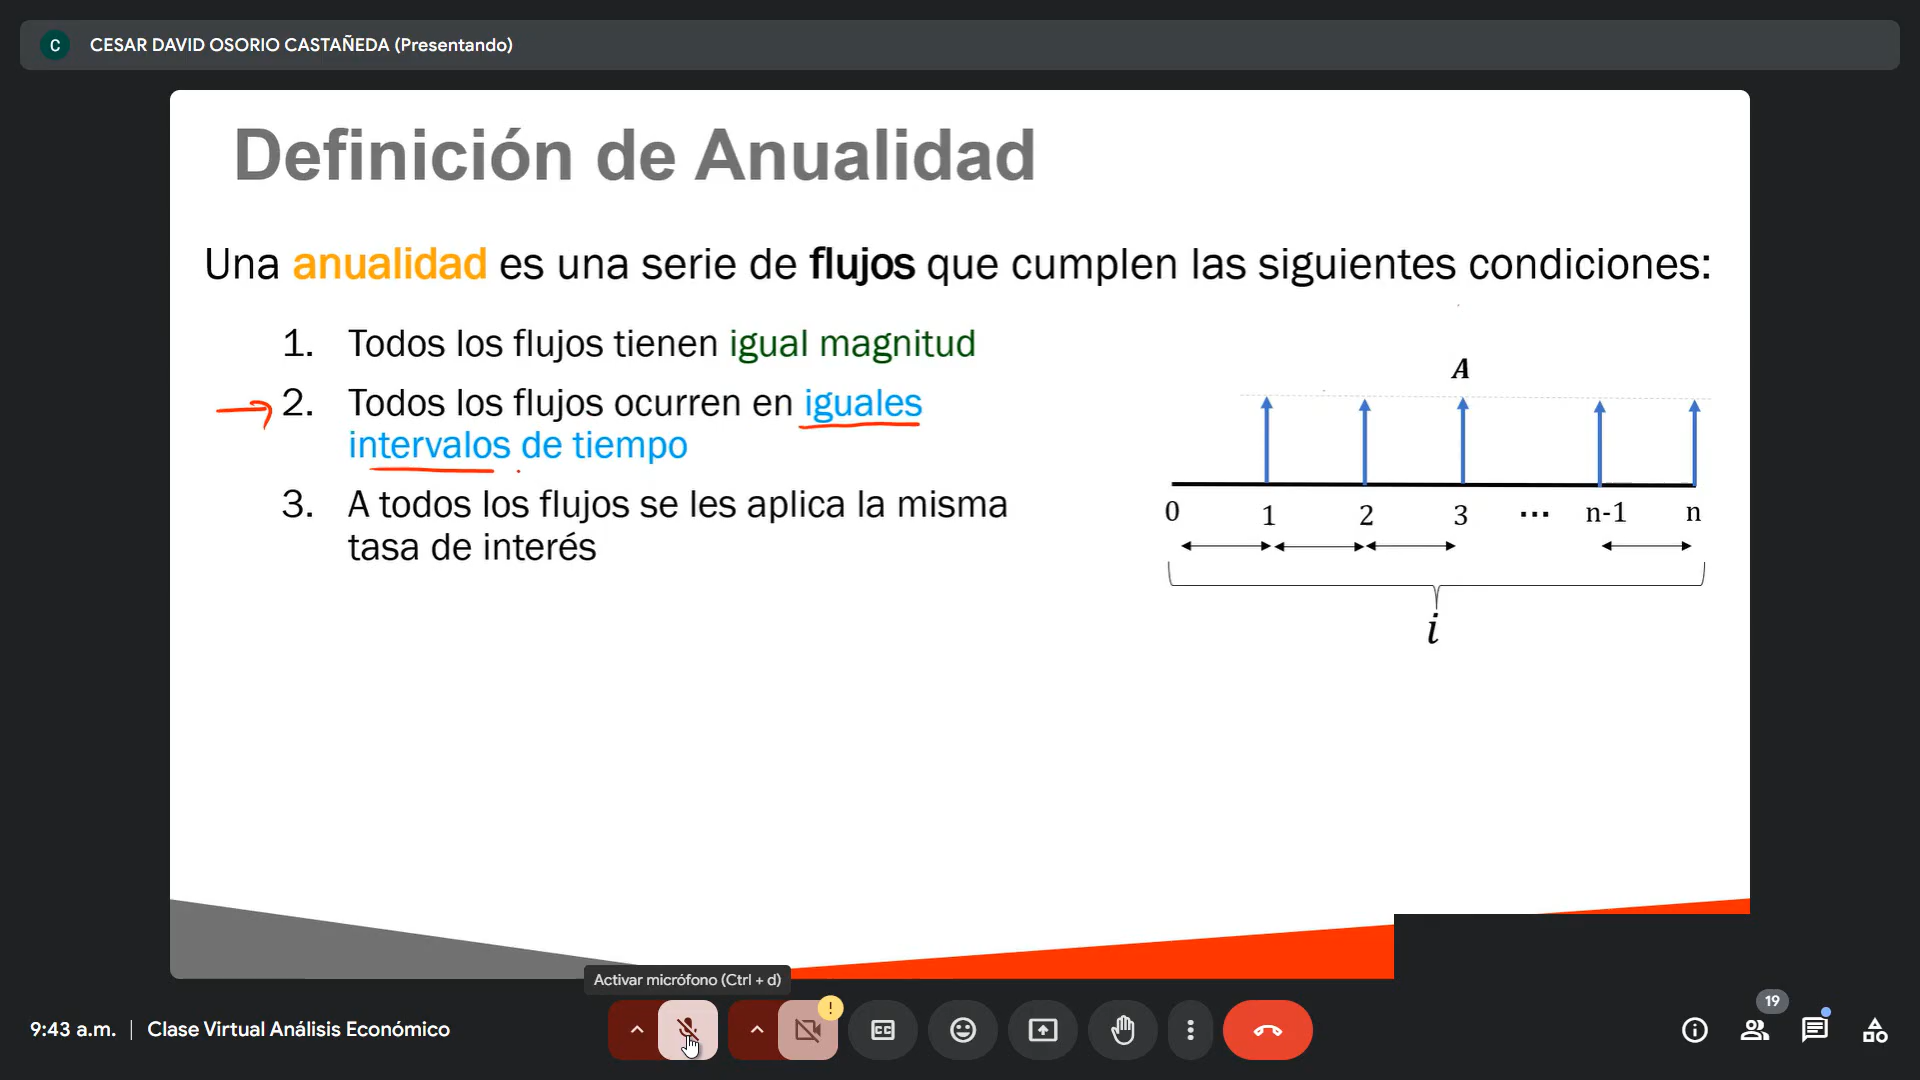 C CESAR DAVID OSORIO CASTAÑEDA (Presentando)
Definición de Anualidad
Una anualidad es una serie de flujos que cumplen las siguientes condiciones:
1. Todos los flujos tienen igual magnitud
2. Todos los flujos ocurren en iguales
intervalos de tiempo
3. A todos los flujos se les aplica la misma
tasa de interés
A
0 1 2 3 ... n-1 n
i
Activar micrófono (Ctrl + d)
9:43 a.m. | Clase Virtual Análisis Económico
!
CC
19